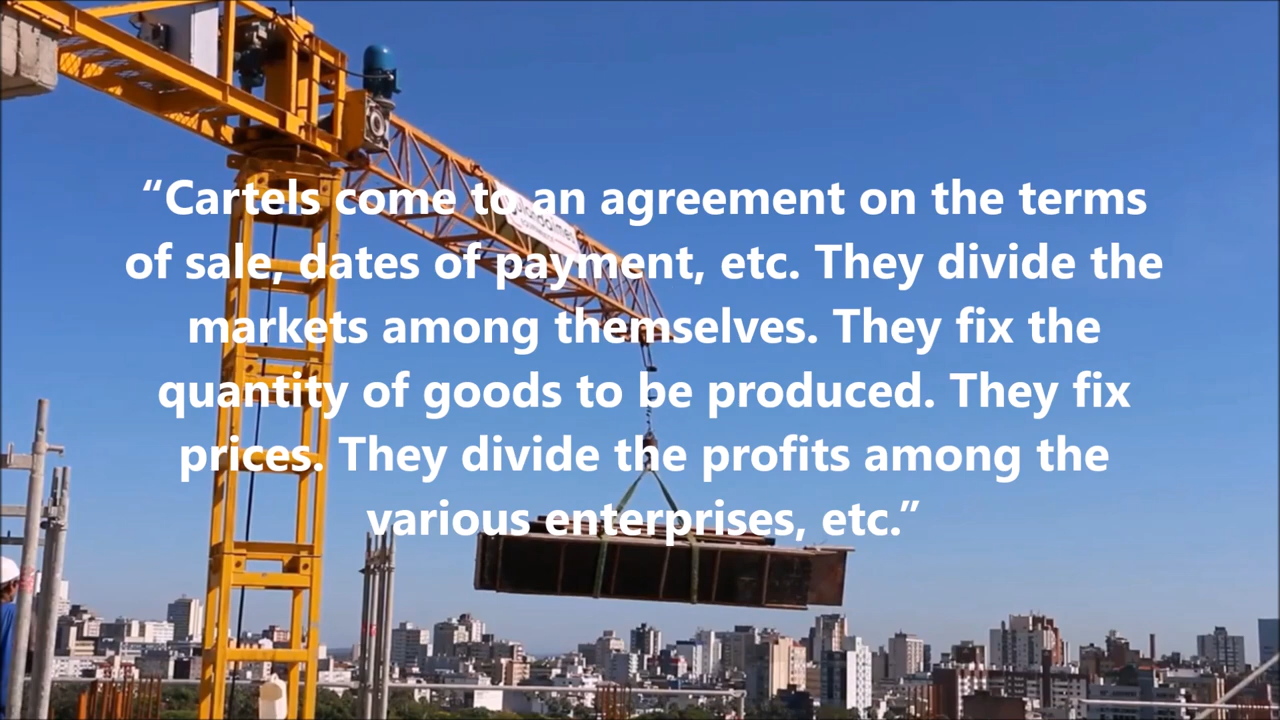 “Cartels come to an agreement on the terms
of sale, dates of payment, etc. They divide the
markets among themselves. They fix the
quantity of goods to be produced. They fix
prices. They divide the profits among the
various enterprises, etc.”